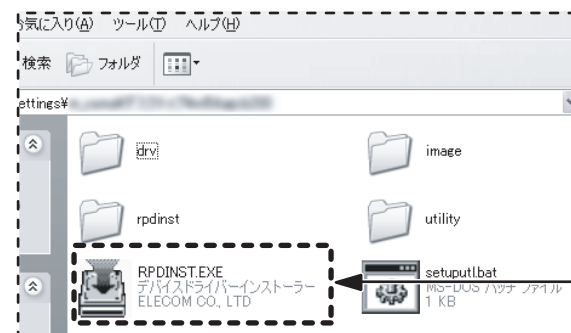 気に入り(A) ツール(T) ヘルプ(H)
検索 フォルダ
ettings¥
drv
image
rpdinst
utility
RPDINST.EXE
デバイスドライバーインストーラー
ELECOM CO., LTD
setuputl.bat
MS-DOS バッチ ファイル
1 KB